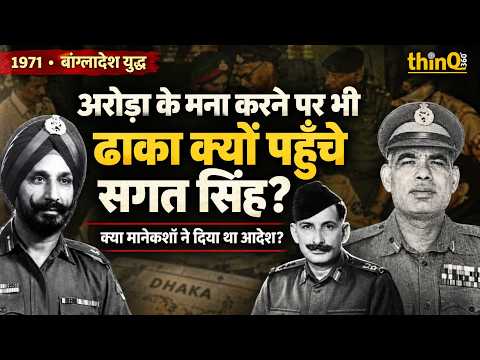 1971 • बांग्लादेश युद्ध
thinQ360°
अरोड़ा के मना करने पर भी
ढाका क्यों पहुँचे
सगत सिंह?
क्या मानेकशॉ ने दिया था आदेश?
DHAKA